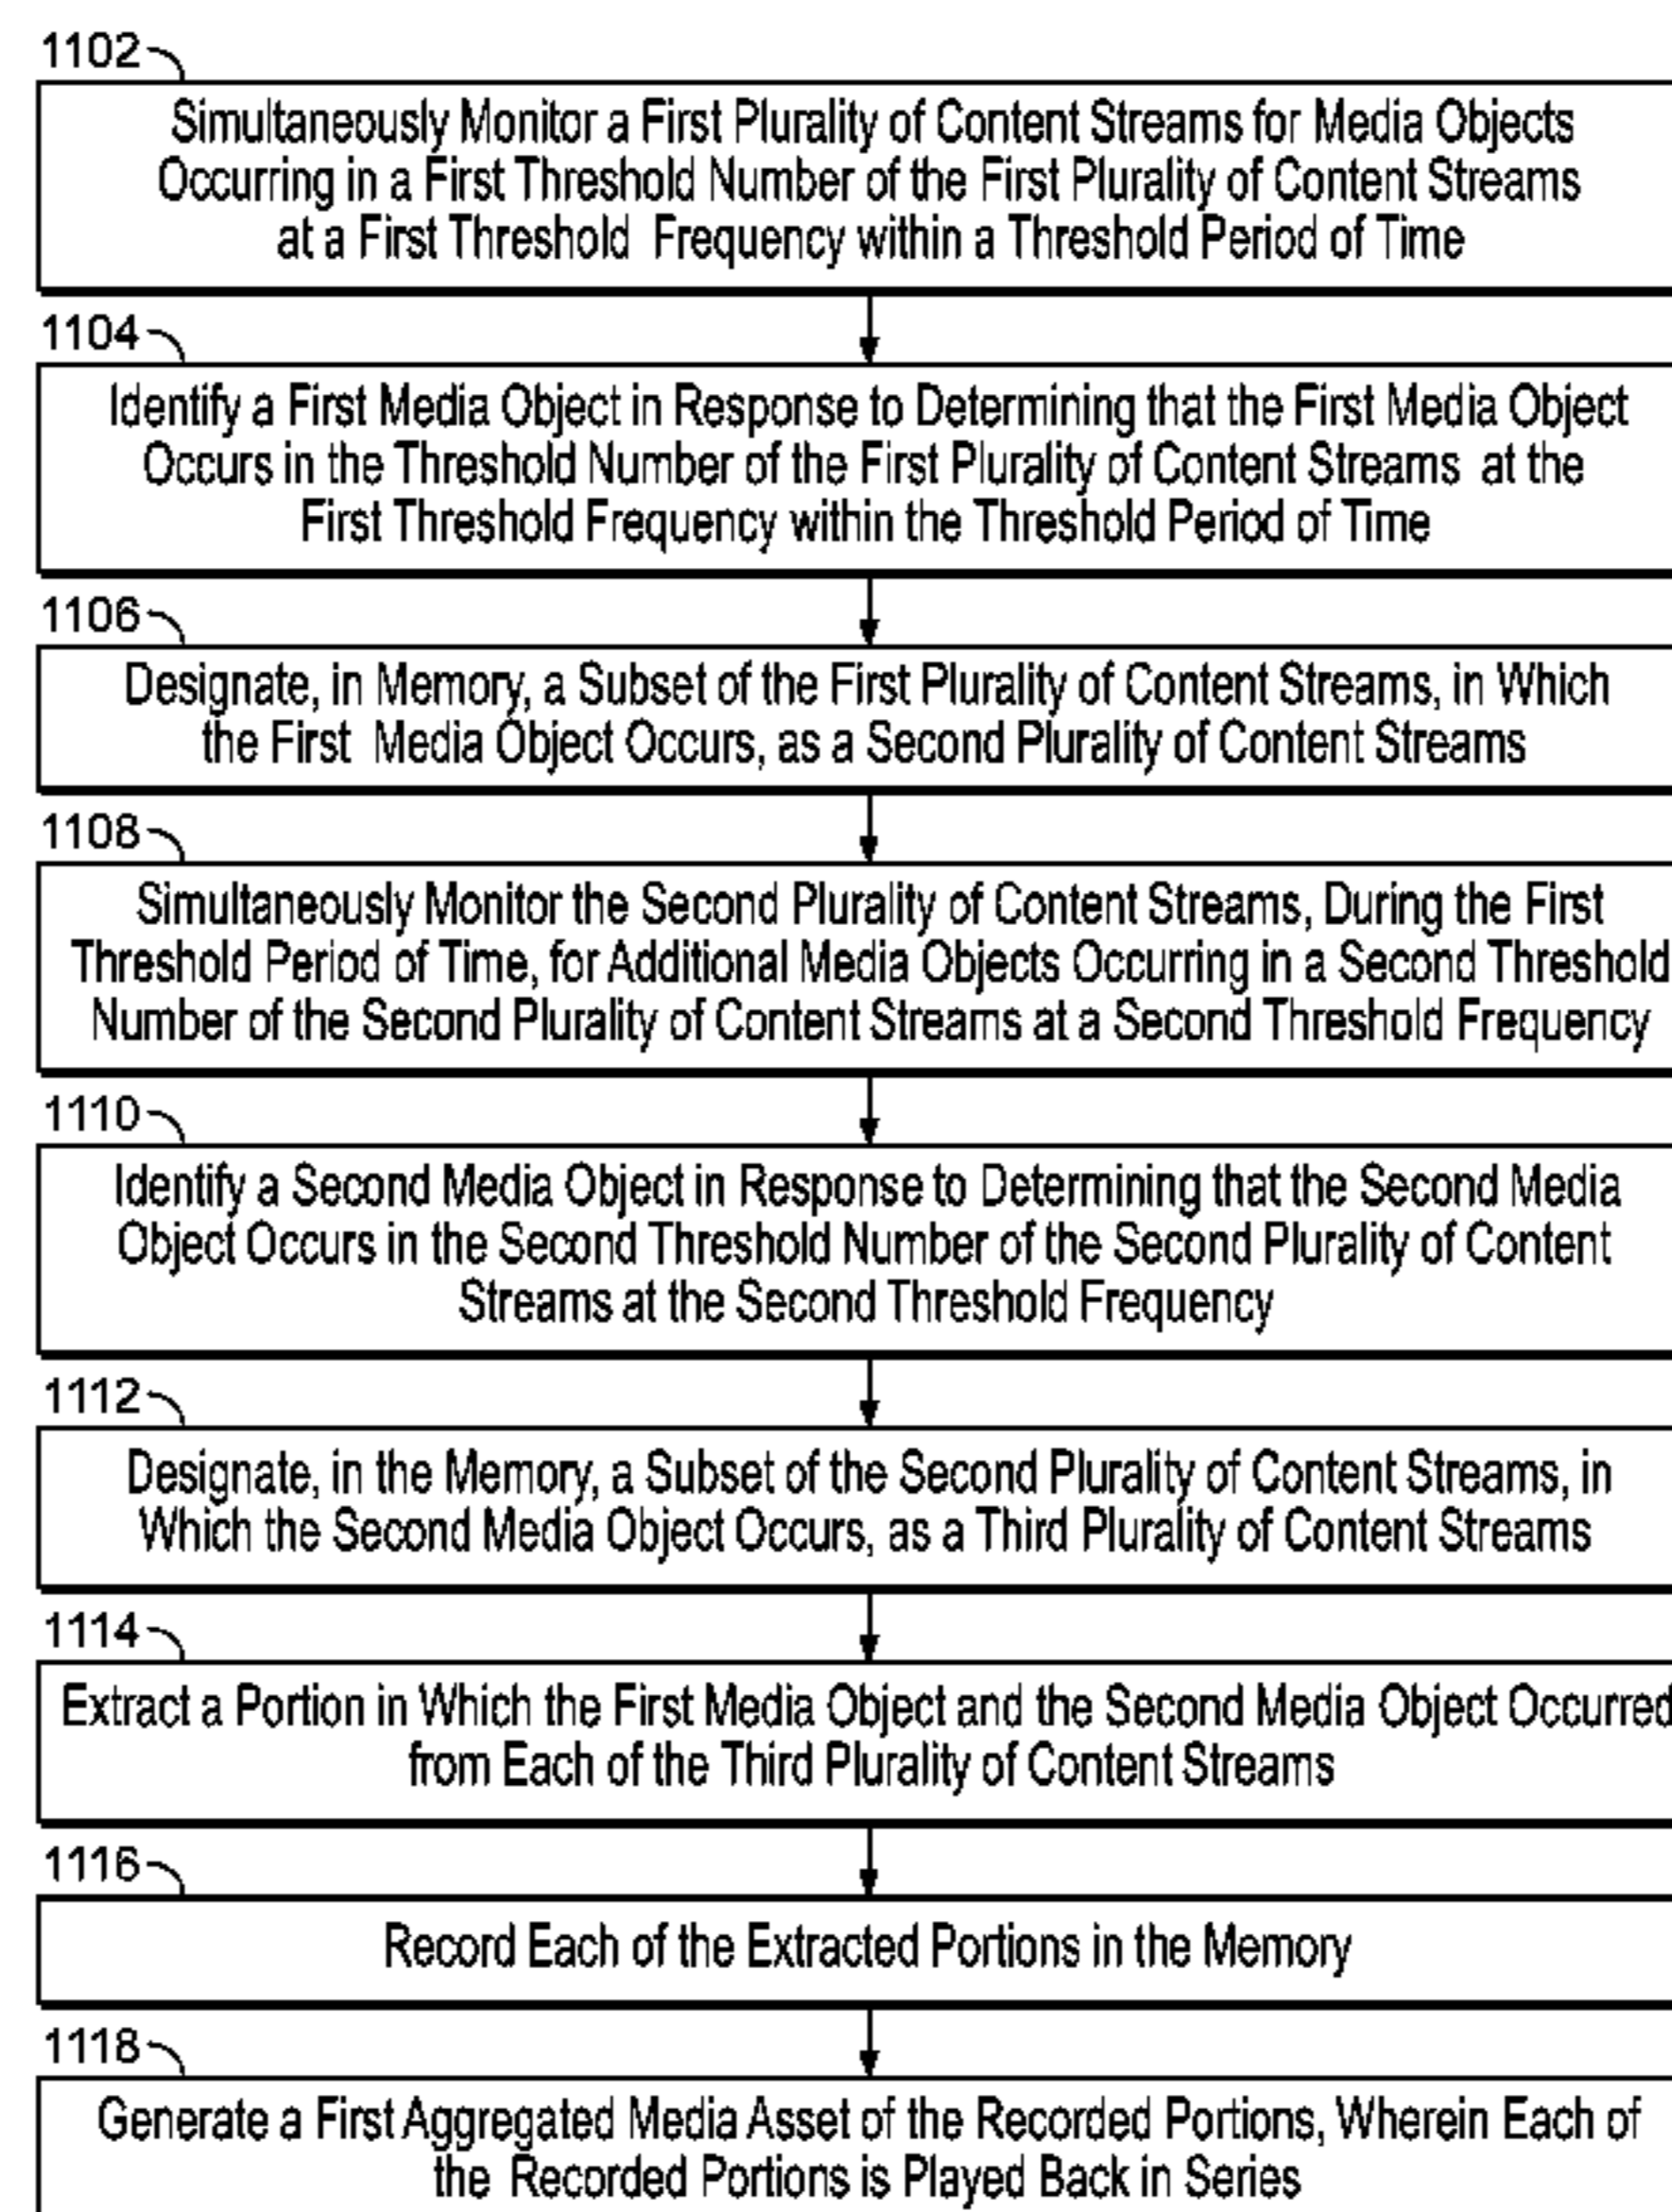 1102
Simultaneously Monitor a First Plurality of Content Streams for Media Objects
Occurring in a First Threshold Number of the First Plurality of Content Streams
at a First Threshold Frequency within a Threshold Period of Time
1104
Identify a First Media Object in Response to Determining that the First Media Object
Occurs in the Threshold Number of the First Plurality of Content Streams at the
First Threshold Frequency within the Threshold Period of Time
1106
Designate, in Memory, a Subset of the First Plurality of Content Streams, in Which
the First Media Object Occurs, as a Second Plurality of Content Streams
1108
Simultaneously Monitor the Second Plurality of Content Streams, During the First
Threshold Period of Time, for Additional Media Objects Occurring in a Second Threshold
Number of the Second Plurality of Content Streams at a Second Threshold Frequency
1110
Identify a Second Media Object in Response to Determining that the Second Media
Object Occurs in the Second Threshold Number of the Second Plurality of Content
Streams at the Second Threshold Frequency
1112
Designate, in the Memory, a Subset of the Second Plurality of Content Streams, in
Which the Second Media Object Occurs, as a Third Plurality of Content Streams
1114
Extract a Portion in Which the First Media Object and the Second Media Object Occurred
from Each of the Third Plurality of Content Streams
1116
Record Each of the Extracted Portions in the Memory
1118
Generate a First Aggregated Media Asset of the Recorded Portions, Wherein Each of
the Recorded Portions is Played Back in Series